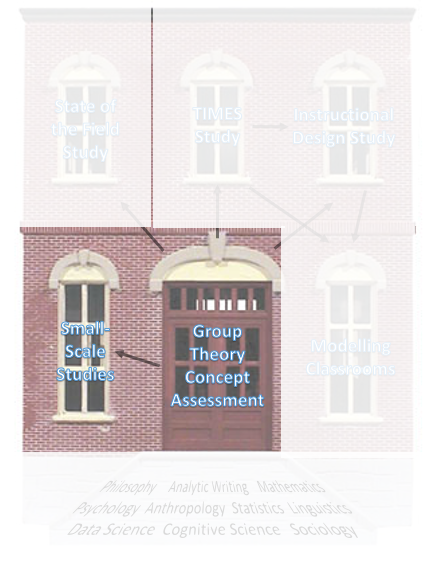 State of
the Field
Study
TIMES
Study
Instructional
Design Study
Small-
Scale
Studies
Group
Theory
Concept
Assessment
Modelling
Classrooms
Philosophy Analytic Writing Mathematics
Psychology Anthropology Statistics Linguistics
Data Science Cognitive Science Sociology